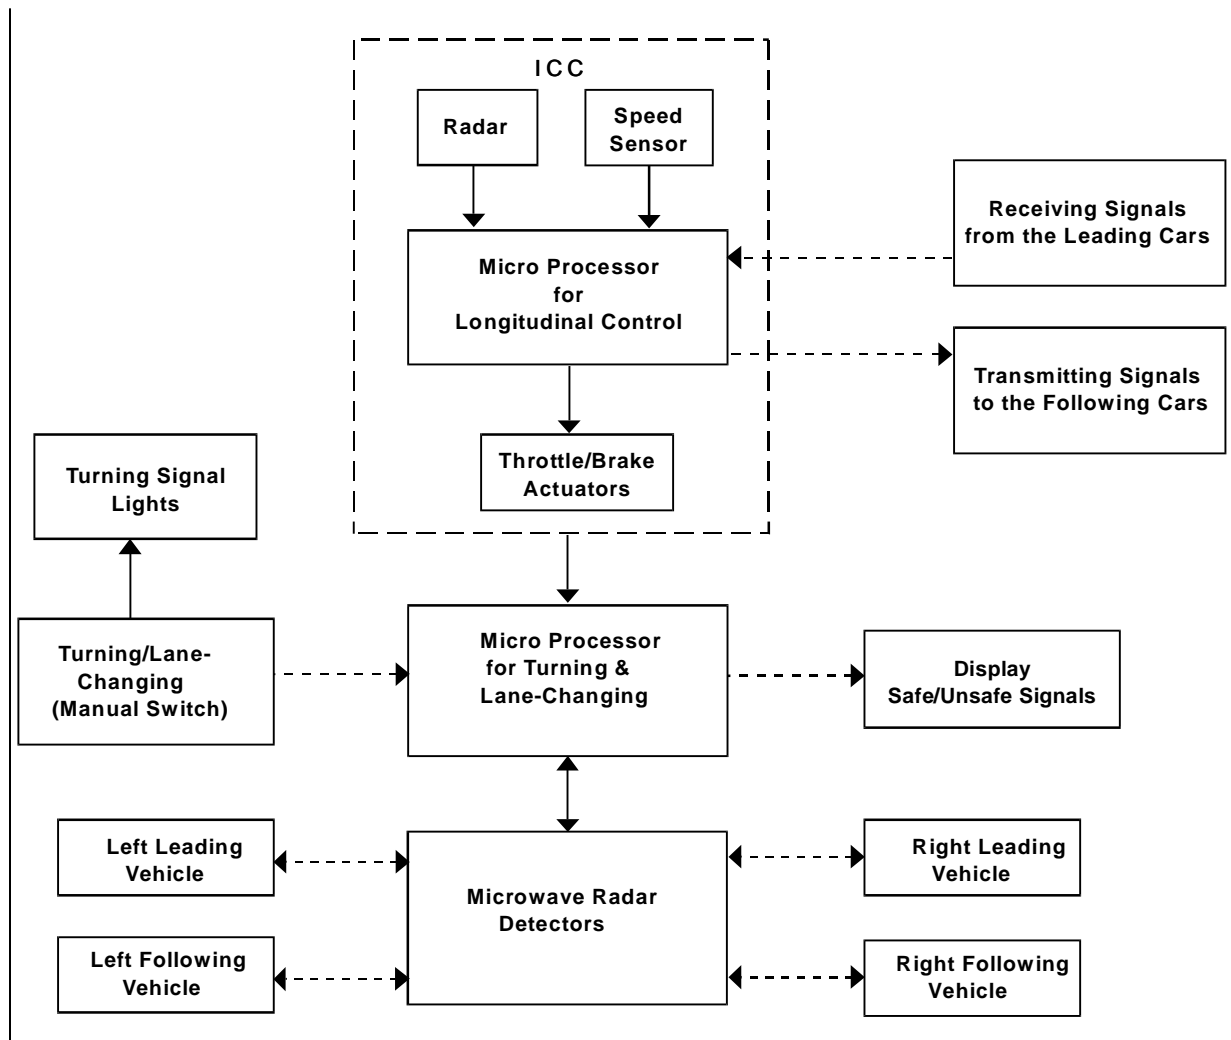 ICC
Radar
Speed
Sensor
Receiving Signals
from the Leading Cars
Micro Processor
for
Longitudinal Control
Transmitting Signals
to the Following Cars
Throttle/Brake
Actuators
Turning Signal
Lights
Turning/Lane-
Changing
(Manual Switch)
Micro Processor
for Turning &
Lane-Changing
Display
Safe/Unsafe Signals
Left Leading
Vehicle
Right Leading
Vehicle
Microwave Radar
Detectors
Left Following
Vehicle
Right Following
Vehicle